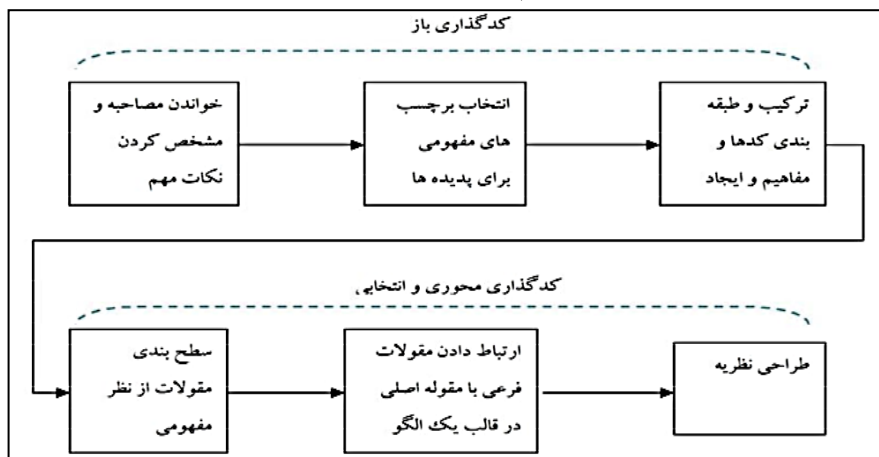 کدگذاری باز
خواندن مصاحبه و
مشخص کردن
نکات مهم
انتخاب برچسب
های مفهومی
برای پدیده ها
ترکیب و طبقه
بندی کدها و
مفاهیم و ایجاد
کدگذاری محوری و انتخابی
سطح بندی
مقولات از نظر
مفهومی
ارتباط دادن مقولات
فرعی با مقوله اصلی
در قالب یک الگو
طراحی نظریه